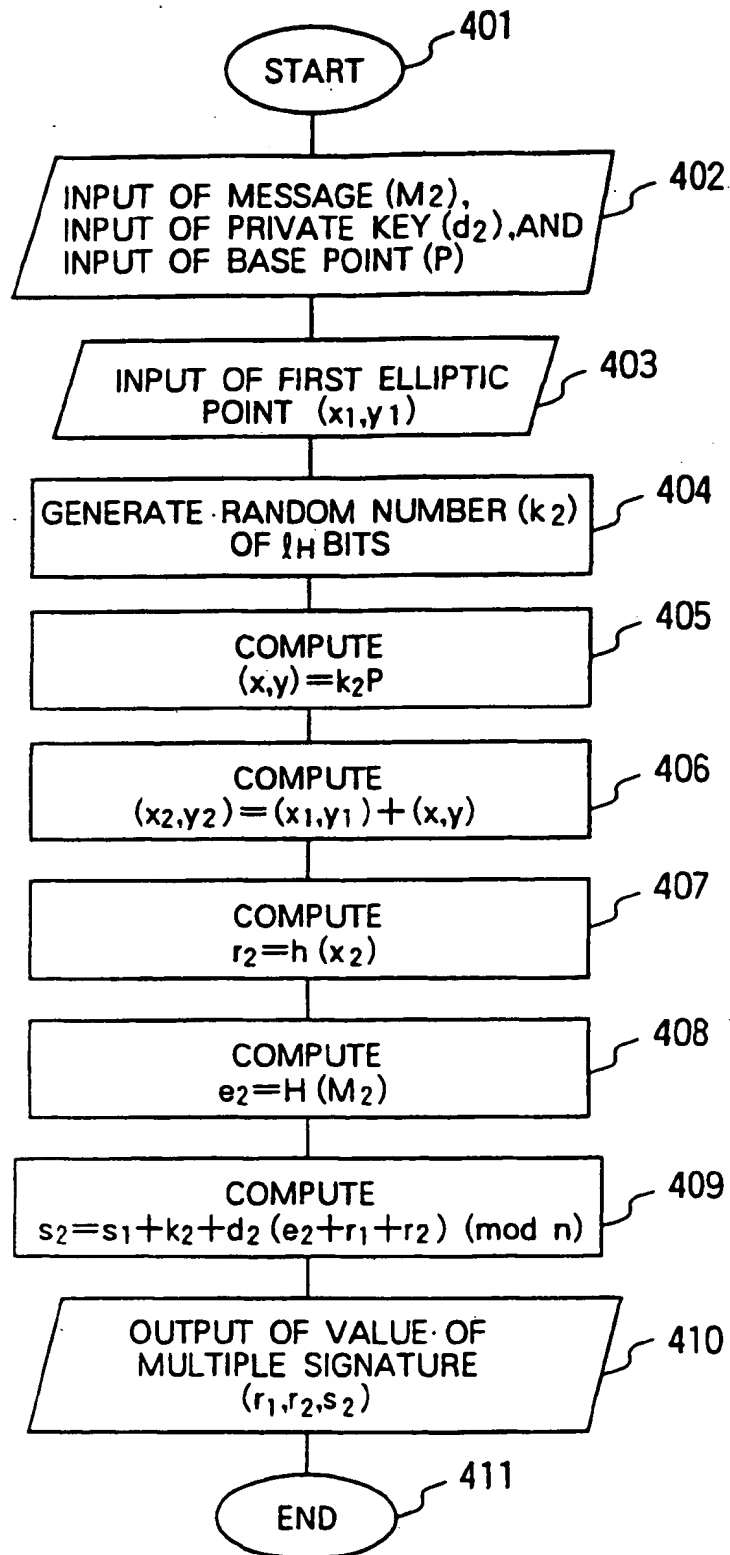 401
START
402
INPUT OF MESSAGE (M₂),
INPUT OF PRIVATE KEY (d₂), AND
INPUT OF BASE POINT (P)
403
INPUT OF FIRST ELLIPTIC
POINT (x₁,y₁)
404
GENERATE RANDOM NUMBER (k₂)
OF ℓH BITS
405
COMPUTE
(x,y)=k₂P
406
COMPUTE
(x₂,y₂)=(x₁,y₁)+(x,y)
407
COMPUTE
r₂=h(x₂)
408
COMPUTE
e₂=H(M₂)
409
COMPUTE
s₂=s₁+k₂+d₂(e₂+r₁+r₂) (mod n)
410
OUTPUT OF VALUE OF
MULTIPLE SIGNATURE
(r₁,r₂,s₂)
411
END